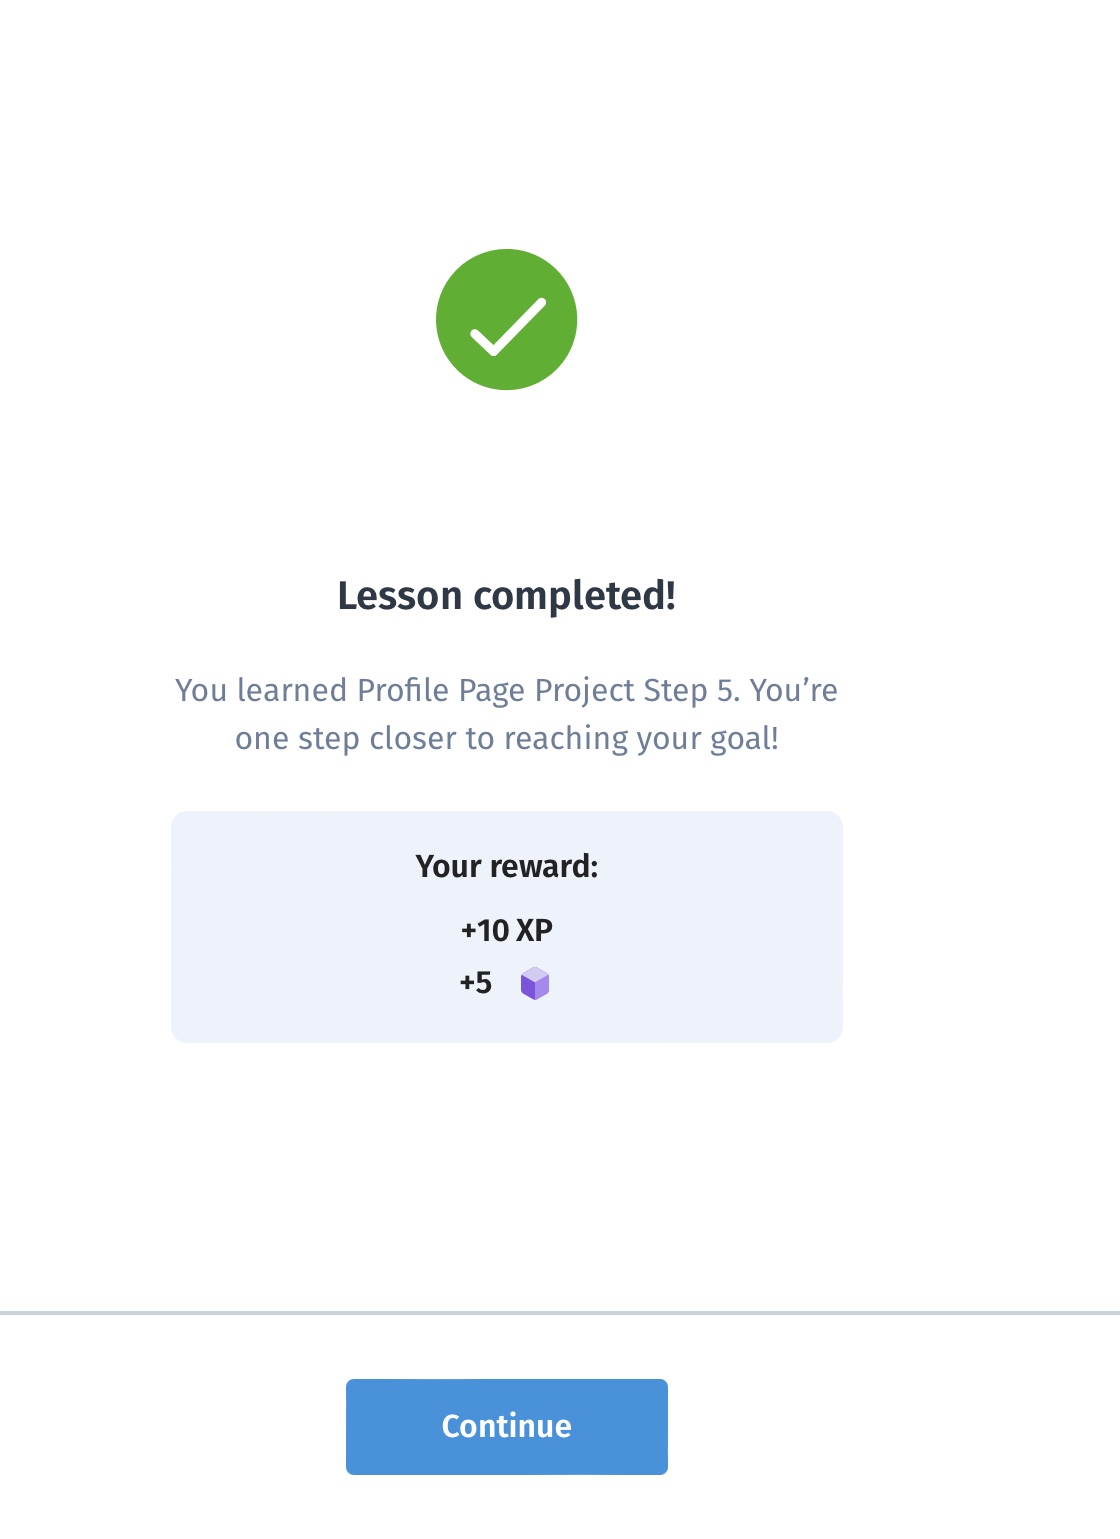 Lesson completed!
You learned Profile Page Project Step 5. You’re
one step closer to reaching your goal!
Your reward:
+10 XP
+5
Continue